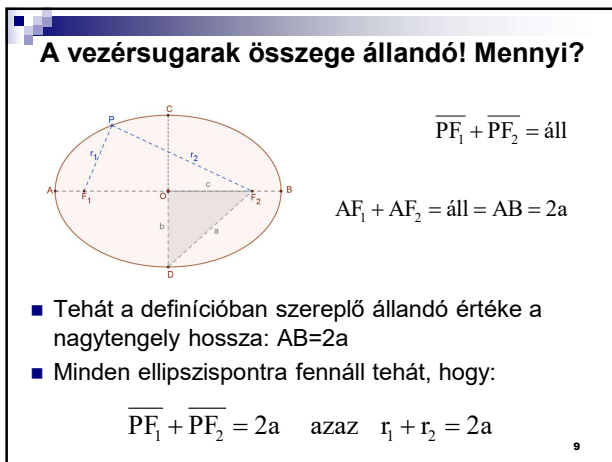 A vezérsugarak összege állandó! Mennyi?
C
P
r₁
r₂
A
F₁
O
c
F₂
B
b
a
D
PF₁ + PF₂ = áll
AF₁ + AF₂ = áll = AB = 2a
Tehát a definícióban szereplő állandó értéke a
nagytengely hossza: AB=2a
Minden ellipszispontra fennáll tehát, hogy:
PF₁ + PF₂ = 2a azaz r₁ + r₂ = 2a
9